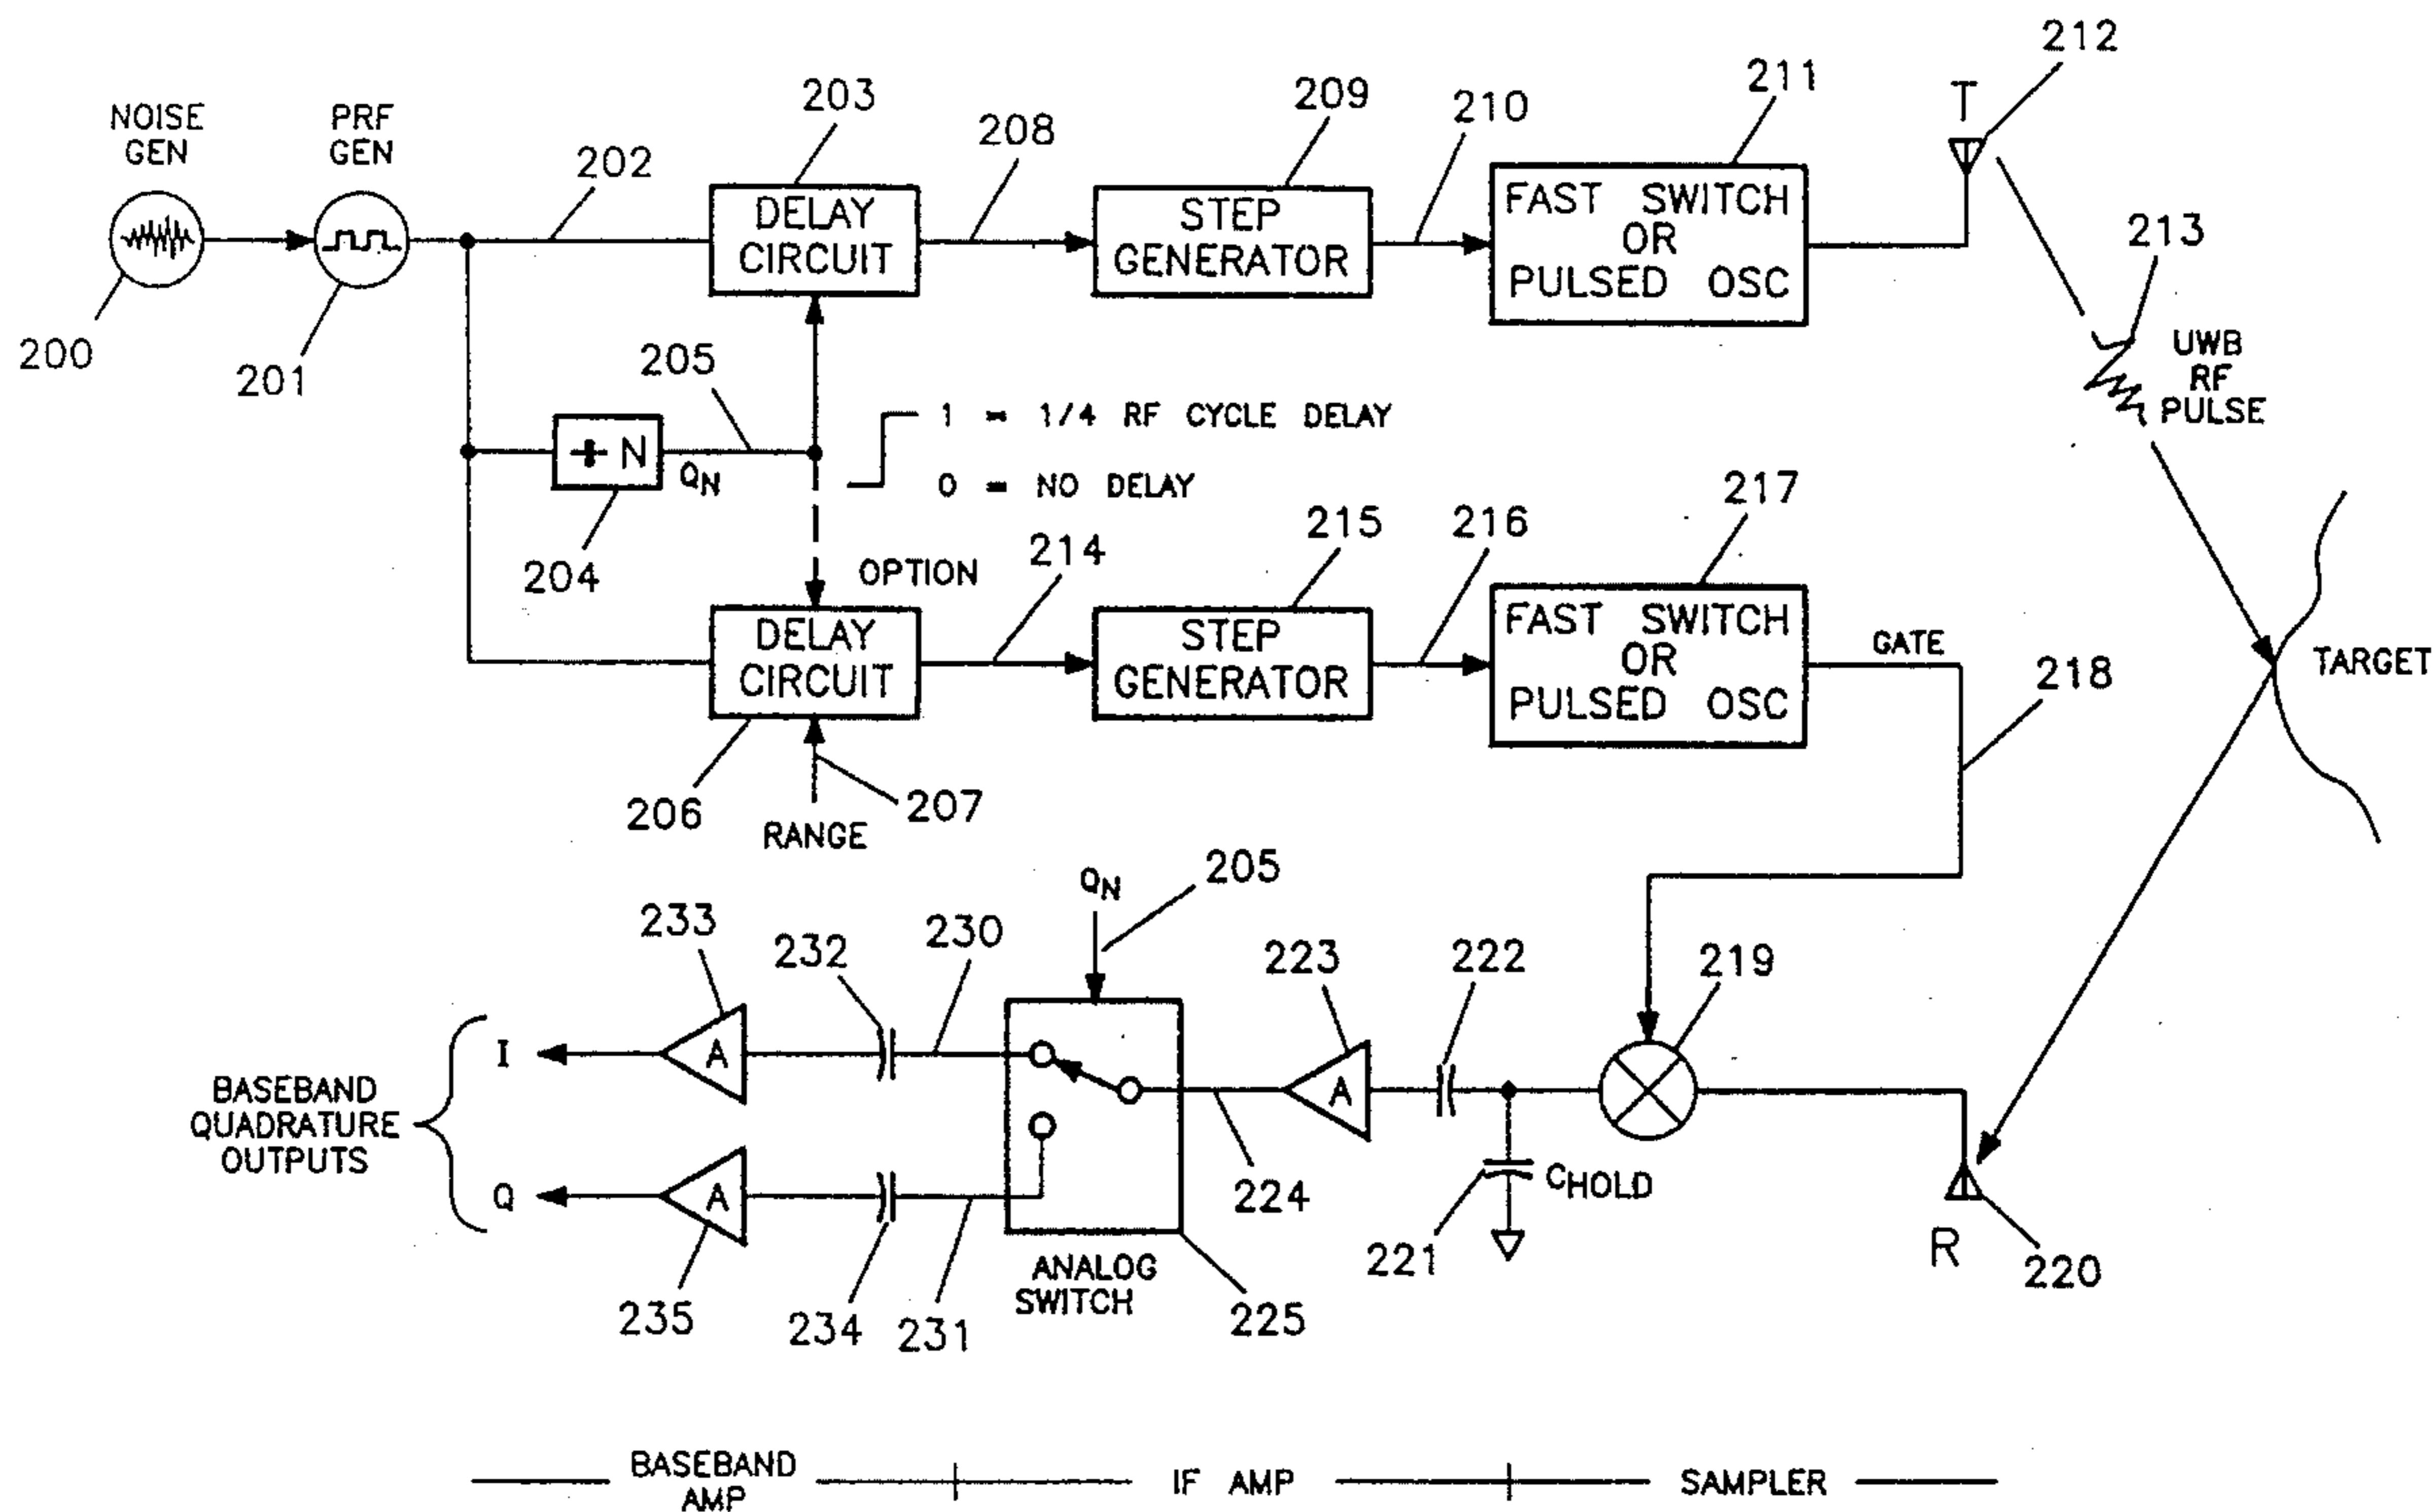 212
211
T
209
210
203
208
NOISE
GEN
PRF
GEN
202
DELAY
CIRCUIT
STEP
GENERATOR
FAST SWITCH
OR
PULSED OSC
213
200
201
205
UWB
RF
PULSE
1 = 1/4 RF CYCLE DELAY
÷ N
QN
0 = NO DELAY
217
215
216
214
204
OPTION
DELAY
CIRCUIT
STEP
GENERATOR
FAST SWITCH
OR
PULSED OSC
GATE
218
TARGET
206
207
RANGE
QN
205
233
232
230
223
222
219
I
A
A
BASEBAND
QUADRATURE
OUTPUTS
Q
A
224
CHOLD
221
R
220
ANALOG
SWITCH
225
235
234
231
BASEBAND
AMP
IF AMP
SAMPLER